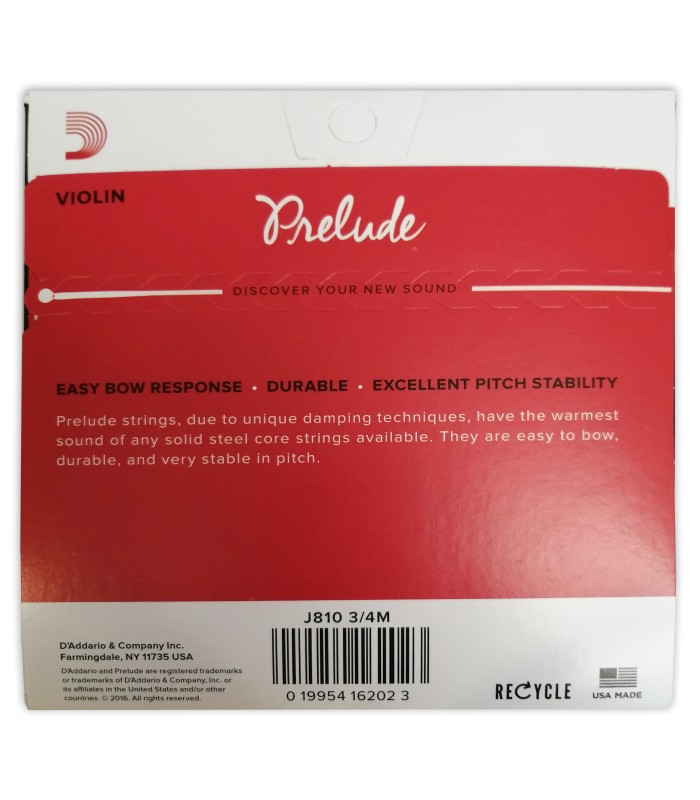 VIOLIN
Prelude
DISCOVER YOUR NEW SOUND
EASY BOW RESPONSE • DURABLE • EXCELLENT PITCH STABILITY
Prelude strings, due to unique damping techniques, have the warmest
sound of any solid steel core strings available. They are easy to bow,
durable, and very stable in pitch.
J810 3/4M
D'Addario & Company Inc.
Farmingdale, NY 11735 USA
D'Addario and Prelude are registered trademarks
or trademarks of D'Addario & Company, Inc. or
its affiliates in the United States and/or other
countries. © 2016. All rights reserved.
0 19954 16202 3
RECYCLE
USA MADE